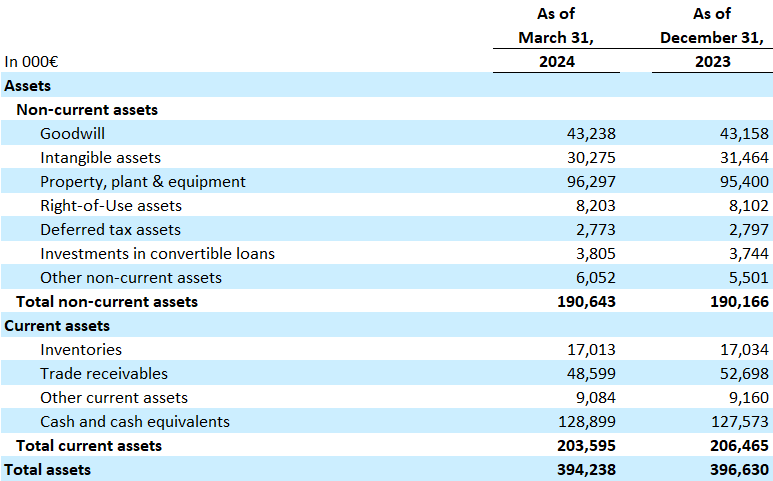 As of As of
March 31, December 31,
In 000€ 2024 2023
Assets
Non-current assets
Goodwill 43,238 43,158
Intangible assets 30,275 31,464
Property, plant & equipment 96,297 95,400
Right-of-Use assets 8,203 8,102
Deferred tax assets 2,773 2,797
Investments in convertible loans 3,805 3,744
Other non-current assets 6,052 5,501
Total non-current assets 190,643 190,166
Current assets
Inventories 17,013 17,034
Trade receivables 48,599 52,698
Other current assets 9,084 9,160
Cash and cash equivalents 128,899 127,573
Total current assets 203,595 206,465
Total assets 394,238 396,630